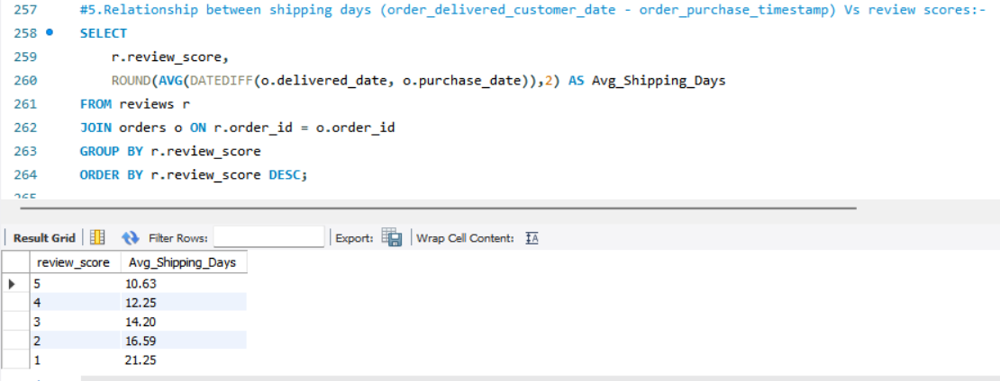 257 #5.Relationship between shipping days (order_delivered_customer_date - order_purchase_timestamp) Vs review scores:-
258 SELECT
259 r.review_score,
260 ROUND(AVG(DATEDIFF(o.delivered_date, o.purchase_date)),2) AS Avg_Shipping_Days
261 FROM reviews r
262 JOIN orders o ON r.order_id = o.order_id
263 GROUP BY r.review_score
264 ORDER BY r.review_score DESC;
265
Result Grid Filter Rows: Export: Wrap Cell Content: IA
review_score Avg_Shipping_Days
5 10.63
4 12.25
3 14.20
2 16.59
1 21.25